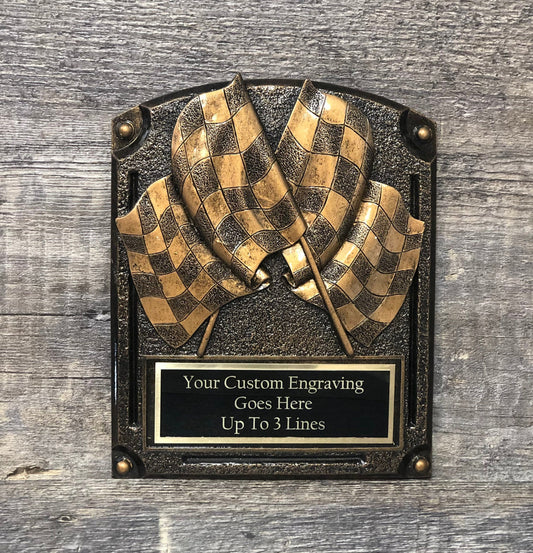 Your Custom Engraving
Goes Here
Up To 3 Lines